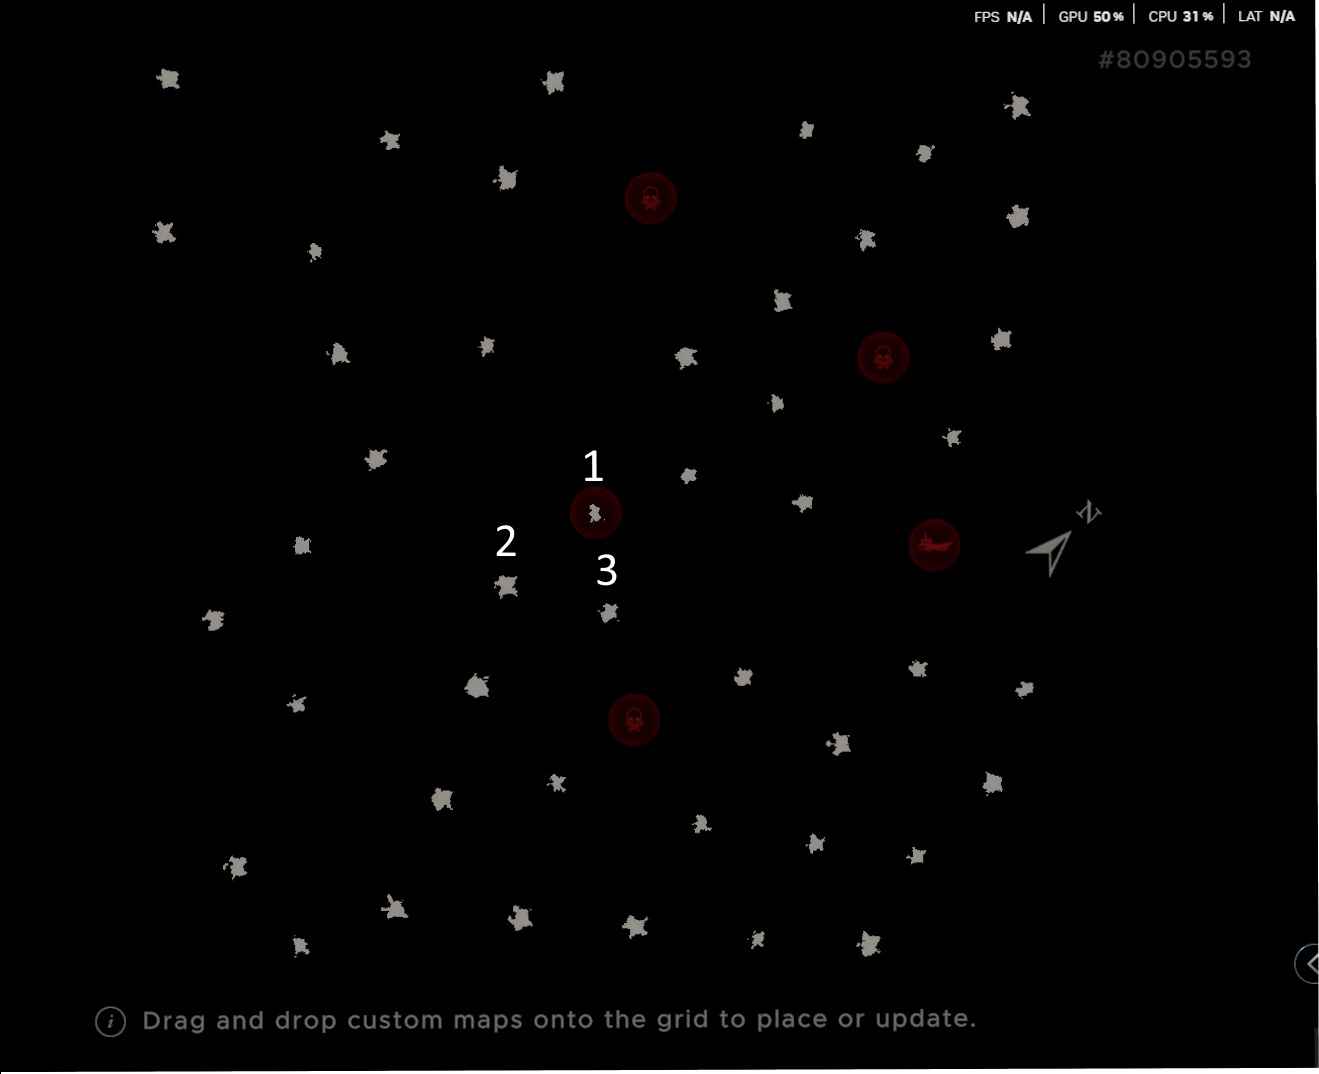 FPS N/A | GPU 50% | CPU 31% | LAT N/A
#80905593
1
2
3
N
Drag and drop custom maps onto the grid to place or update.